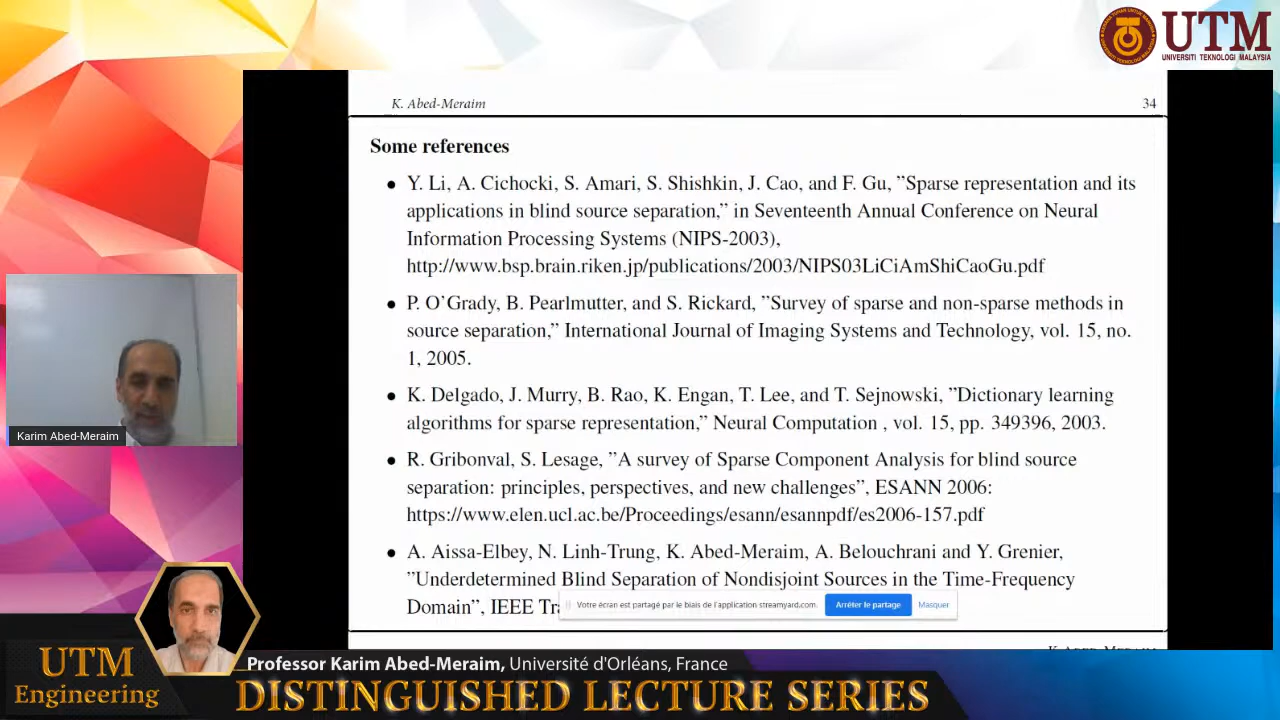 UTM
UNIVERSITI TEKNOLOGI MALAYSIA
K. Abed-Meraim
34
Some references
• Y. Li, A. Cichocki, S. Amari, S. Shishkin, J. Cao, and F. Gu, ”Sparse representation and its
applications in blind source separation,” in Seventeenth Annual Conference on Neural
Information Processing Systems (NIPS-2003),
http://www.bsp.brain.riken.jp/publications/2003/NIPS03LiCiAmShiCaoGu.pdf
• P. O’Grady, B. Pearlmutter, and S. Rickard, ”Survey of sparse and non-sparse methods in
source separation,” International Journal of Imaging Systems and Technology, vol. 15, no.
1, 2005.
• K. Delgado, J. Murry, B. Rao, K. Engan, T. Lee, and T. Sejnowski, ”Dictionary learning
algorithms for sparse representation,” Neural Computation , vol. 15, pp. 349396, 2003.
• R. Gribonval, S. Lesage, ”A survey of Sparse Component Analysis for blind source
separation: principles, perspectives, and new challenges”, ESANN 2006:
https://www.elen.ucl.ac.be/Proceedings/esann/esannpdf/es2006-157.pdf
• A. Aissa-Elbey, N. Linh-Trung, K. Abed-Meraim, A. Belouchrani and Y. Grenier,
”Underdetermined Blind Separation of Nondisjoint Sources in the Time-Frequency
Domain”, IEEE
Votre écran est partagé par le biais de l'application streamyard.com.
Arrêter le partage
Masquer
Karim Abed-Meraim
UTM
Engineering
Professor Karim Abed-Meraim, Université d'Orléans, France
DISTINGUISHED LECTURE SERIES